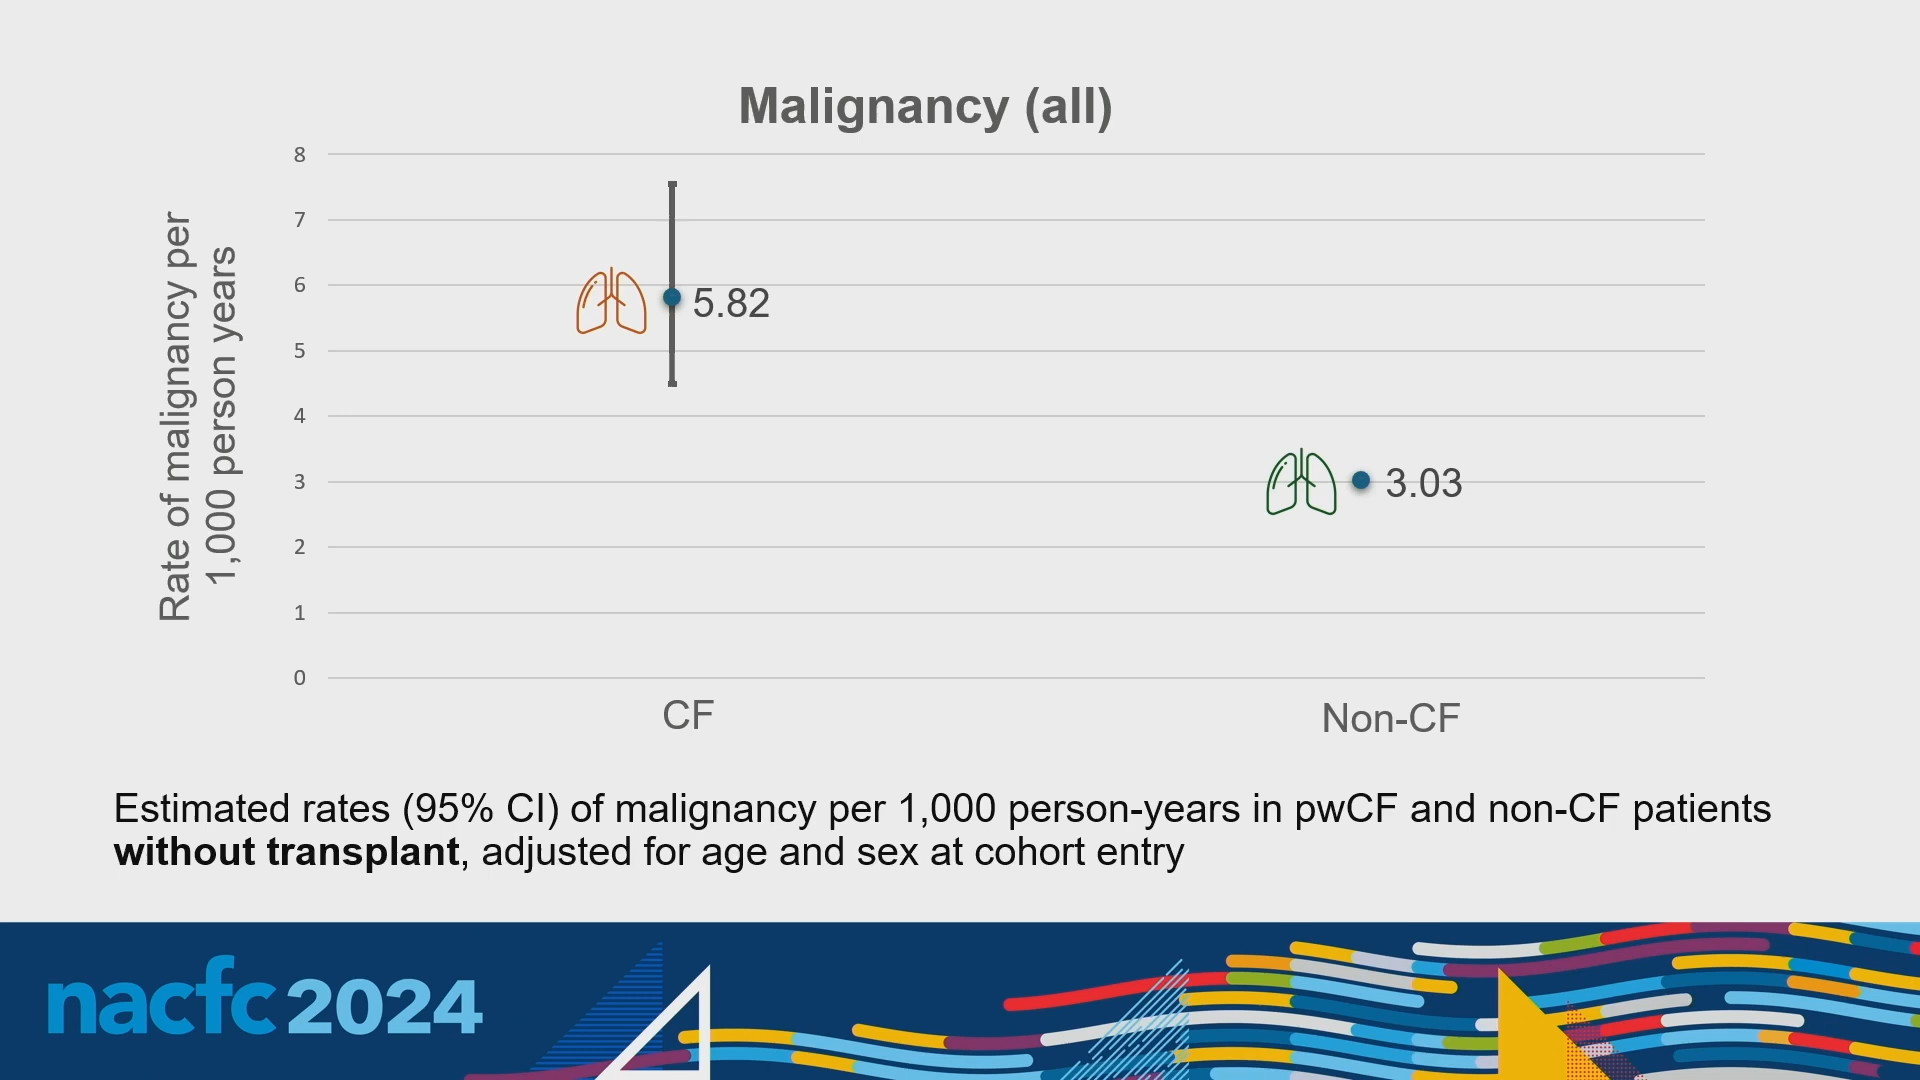 Malignancy (all)
Rate of malignancy per
1,000 person years
8
7
6
5
4
3
2
1
0
5.82
3.03
CF
Non-CF
Estimated rates (95% CI) of malignancy per 1,000 person-years in pwCF and non-CF patients
without transplant, adjusted for age and sex at cohort entry
nacfc 2024